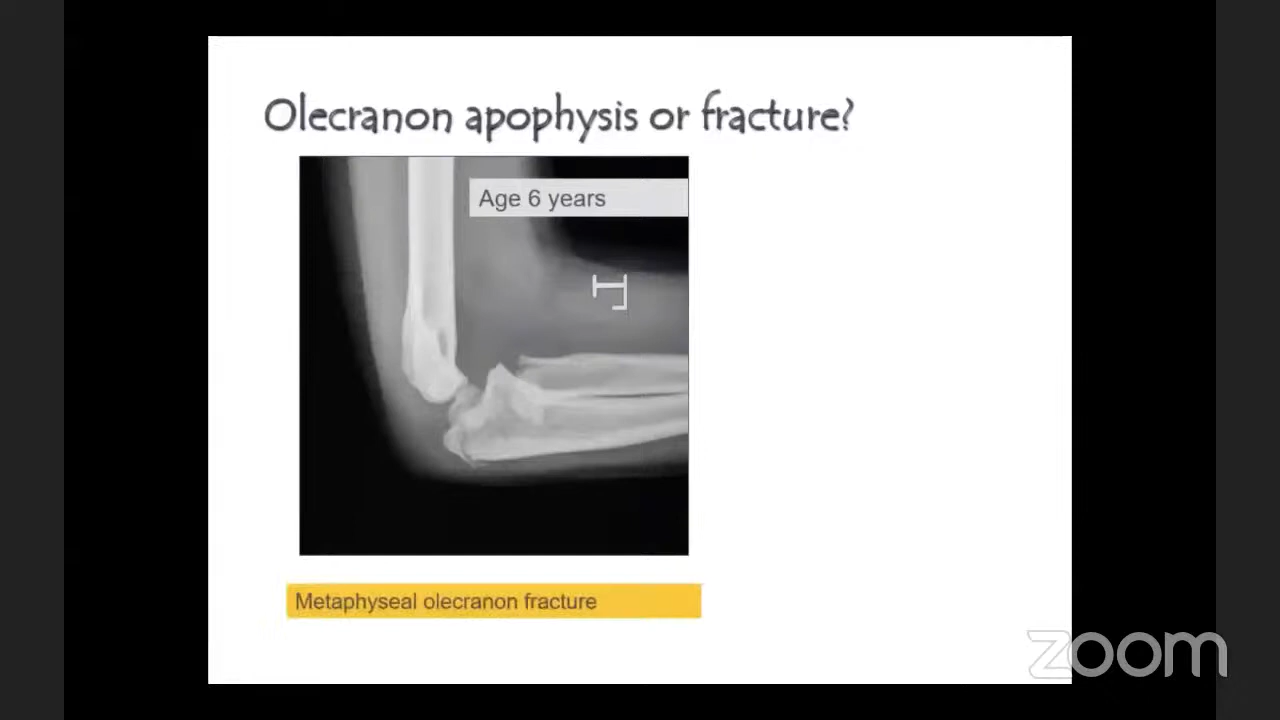 Olecranon apophysis or fracture?
Age 6 years
Metaphyseal olecranon fracture
zoom